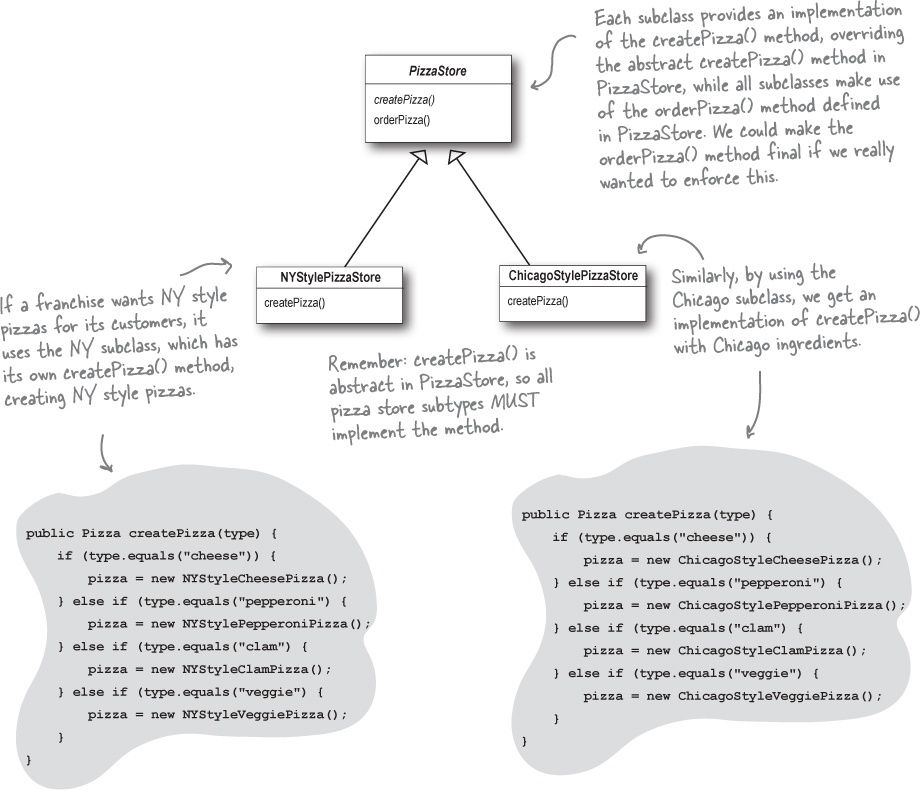 Each subclass provides an implementation
of the createPizza() method, overriding
the abstract createPizza() method in
PizzaStore, while all subclasses make use
of the orderPizza() method defined
in PizzaStore. We could make the
orderPizza() method final if we really
wanted to enforce this.
PizzaStore
createPizza()
orderPizza()
NYStylePizzaStore
createPizza()
ChicagoStylePizzaStore
createPizza()
If a franchise wants NY style
pizzas for its customers, it
uses the NY subclass, which has
its own createPizza() method,
creating NY style pizzas.
Remember: createPizza() is
abstract in PizzaStore, so all
pizza store subtypes MUST
implement the method.
Similarly, by using the
Chicago subclass, we get an
implementation of createPizza()
with Chicago ingredients.
public Pizza createPizza(type) {
if (type.equals("cheese")) {
pizza = new NYStyleCheesePizza();
} else if (type.equals("pepperoni") {
pizza = new NYStylePepperoniPizza();
} else if (type.equals("clam") {
pizza = new NYStyleClamPizza();
} else if (type.equals("veggie") {
pizza = new NYStyleVeggiePizza();
}
}
public Pizza createPizza(type) {
if (type.equals("cheese")) {
pizza = new ChicagoStyleCheesePizza();
} else if (type.equals("pepperoni") {
pizza = new ChicagoStylePepperoniPizza();
} else if (type.equals("clam") {
pizza = new ChicagoStyleClamPizza();
} else if (type.equals("veggie") {
pizza = new ChicagoStyleVeggiePizza();
}
}